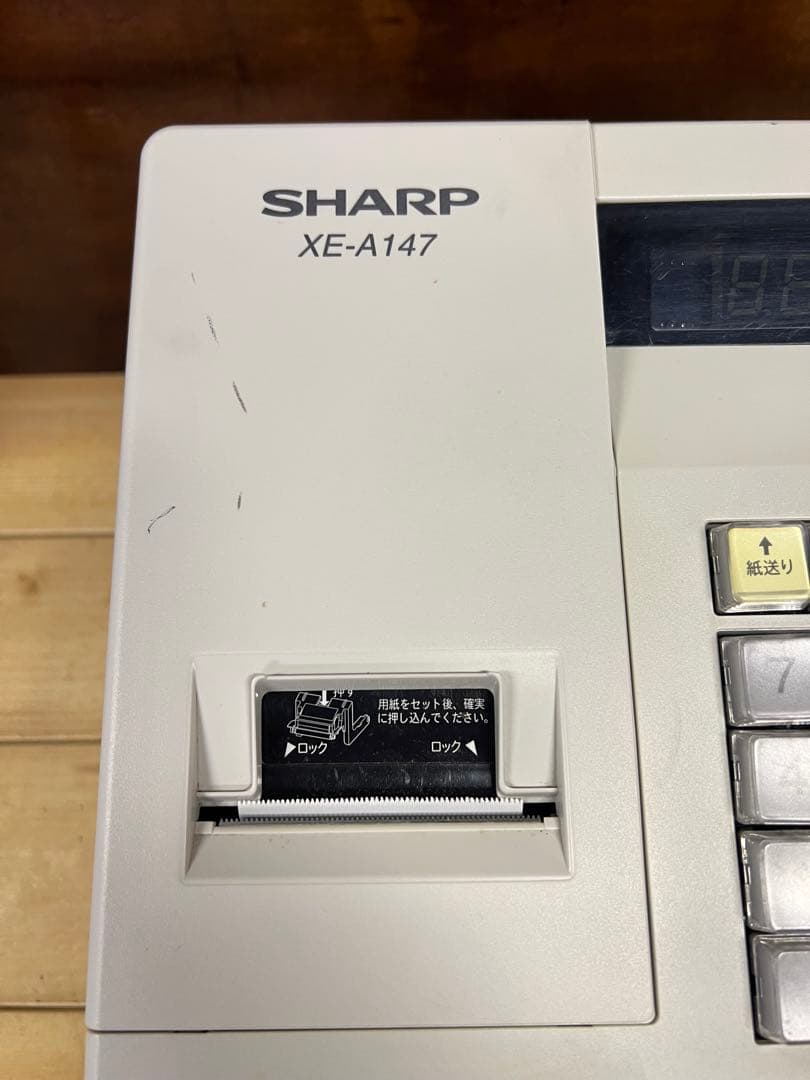 SHARP
XE-A147
↑
紙送り
7
押す
用紙をセット後、確実
に押し込んでください。
▶ロック
ロック◀